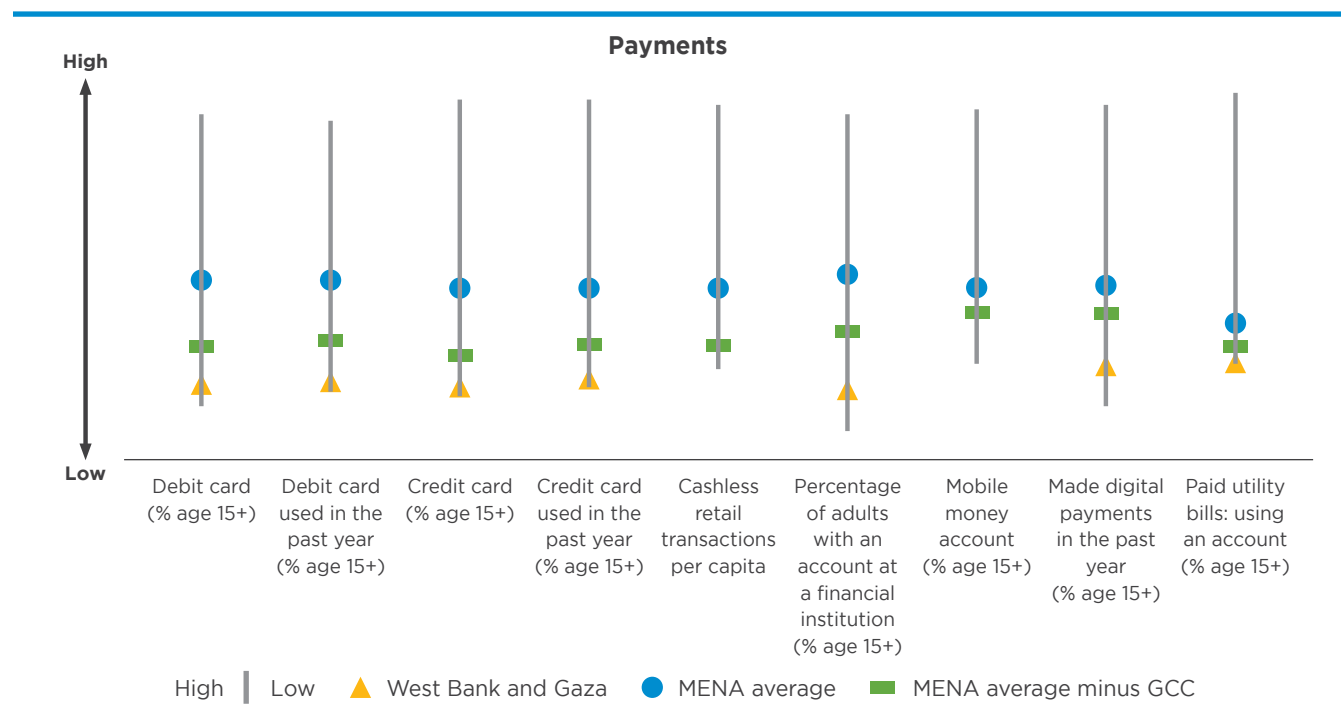 Payments
High
Low
Debit card
(% age 15+)
Debit card
used in the
past year
(% age 15+)
Credit card
(% age 15+)
Credit card
used in the
past year
(% age 15+)
Cashless
retail
transactions
per capita
Percentage
of adults
with an
account at
a financial
institution
(% age 15+)
Mobile
money
account
(% age 15+)
Made digital
payments
in the past
year
(% age 15+)
Paid utility
bills: using
an account
(% age 15+)
High Low West Bank and Gaza MENA average MENA average minus GCC